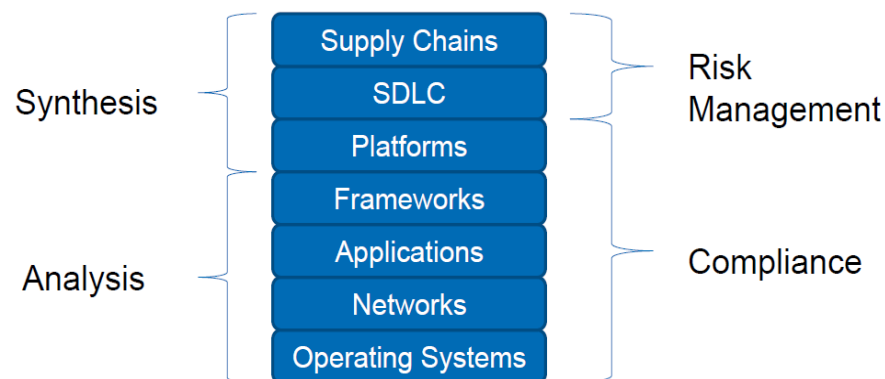 Synthesis
Analysis
Supply Chains
SDLC
Platforms
Frameworks
Applications
Networks
Operating Systems
Risk
Management
Compliance